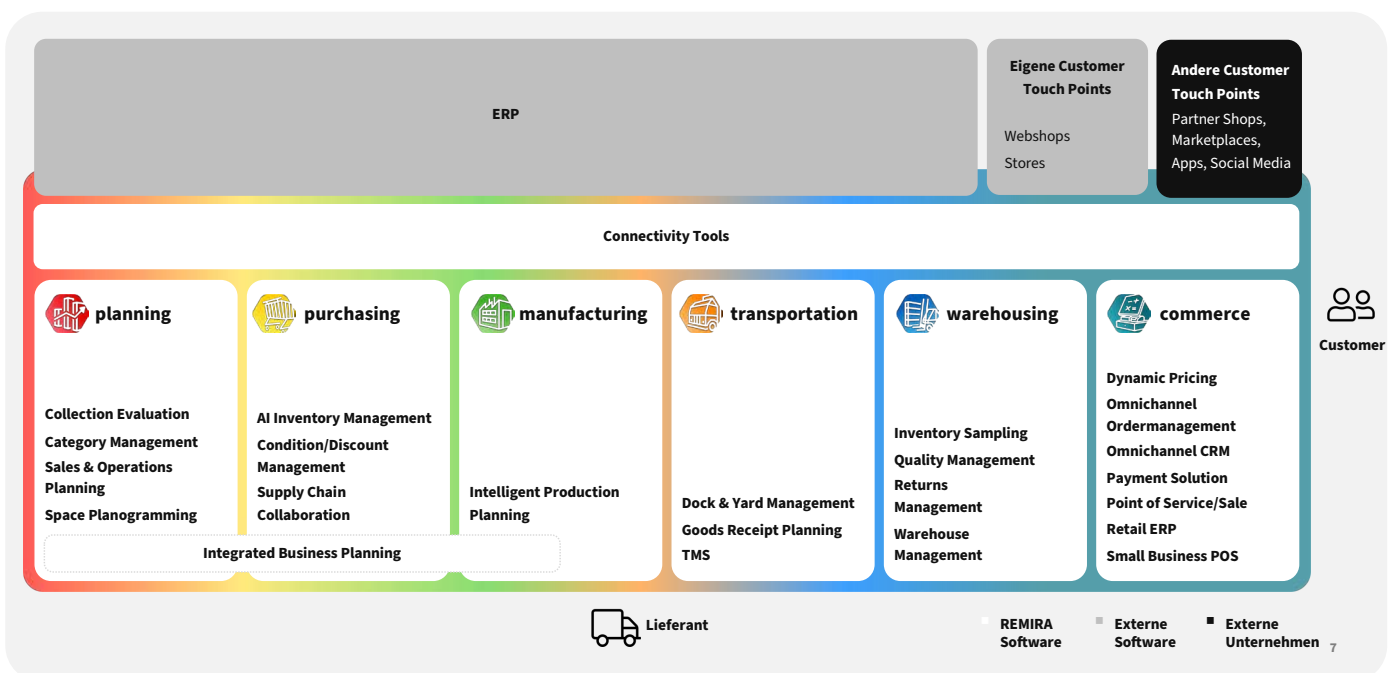 ERP
Eigene Customer
Touch Points
Webshops
Stores
Andere Customer
Touch Points
Partner Shops,
Marketplaces,
Apps, Social Media
Connectivity Tools
planning
Collection Evaluation
Category Management
Sales & Operations
Planning
Space Planogramming
purchasing
AI Inventory Management
Condition/Discount
Management
Supply Chain
Collaboration
manufacturing
Intelligent Production
Planning
Integrated Business Planning
transportation
Dock & Yard Management
Goods Receipt Planning
TMS
warehousing
Inventory Sampling
Quality Management
Returns
Management
Warehouse
Management
commerce
Dynamic Pricing
Omnichannel
Ordermanagement
Omnichannel CRM
Payment Solution
Point of Service/Sale
Retail ERP
Small Business POS
Customer
Lieferant
REMIRA
Software
Externe
Software
Externe
Unternehmen
7